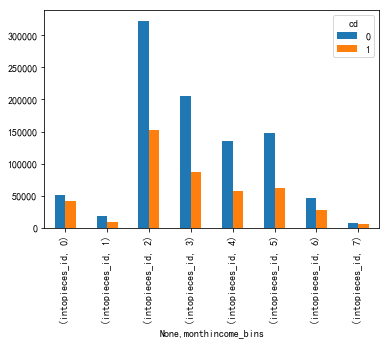 cd
0
1
300000
250000
200000
150000
100000
50000
0
(intopieces_id, 0)
(intopieces_id, 1)
(intopieces_id, 2)
(intopieces_id, 3)
(intopieces_id, 4)
(intopieces_id, 5)
(intopieces_id, 6)
(intopieces_id, 7)
None,monthincome_bins